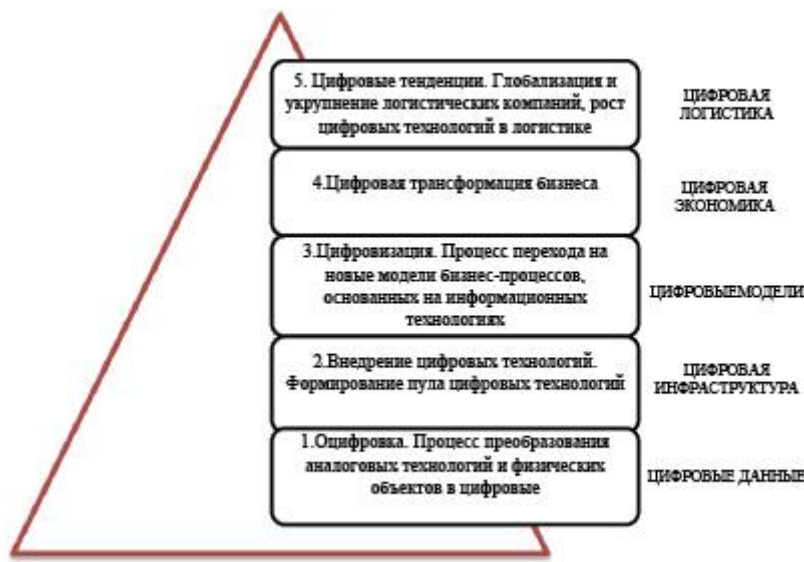 5. Цифровые тенденции. Глобализация и
укрупнение логистических компаний, рост
цифровых технологий в логистике
ЦИФРОВАЯ
ЛОГИСТИКА
4.Цифровая трансформация бизнеса
ЦИФРОВАЯ
ЭКОНОМИКА
3.Цифровизация. Процесс перехода на
новые модели бизнес-процессов,
основанных на информационных
технологиях
ЦИФРОВЫЕМОДЕЛИ
2.Внедрение цифровых технологий.
Формирование пула цифровых технологий
ЦИФРОВАЯ
ИНФРАСТРУКТУРА
1.Оцифровка. Процесс преобразования
аналоговых технологий и физических
объектов в цифровые
ЦИФРОВЫЕ ДАННЫЕ